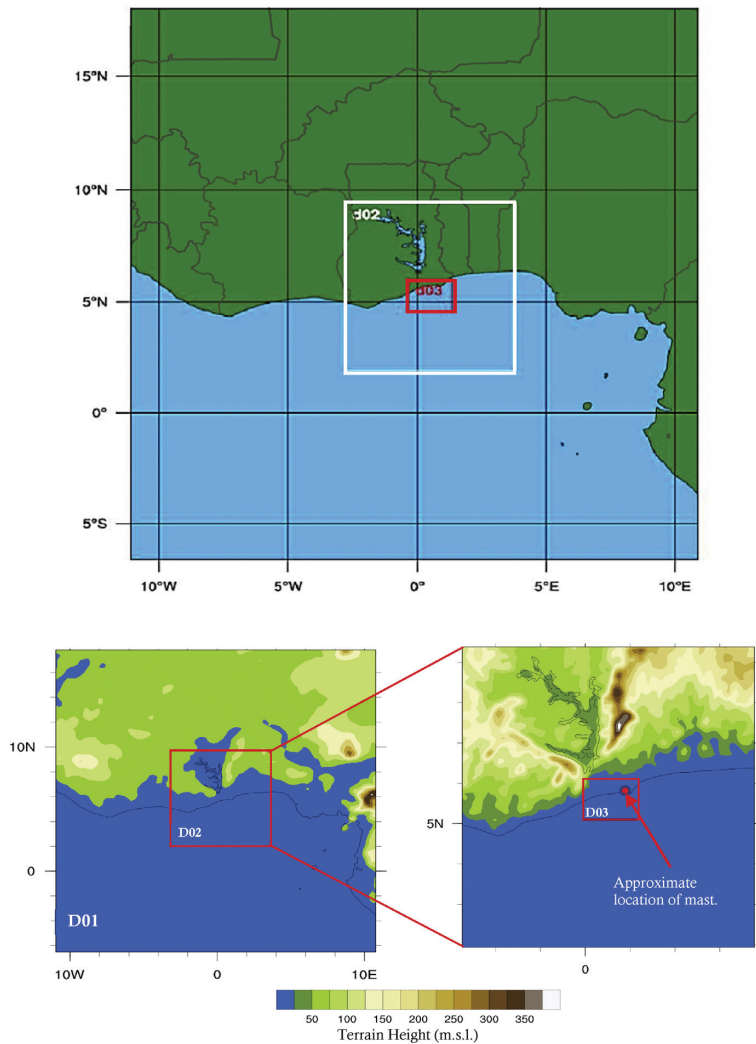 15°N
10°N
d02
5°N
d03
0°
5°S
10°W 5°W 0° 5°E 10°E
10N
D02
0
D01
10W 0 10E
5N
D03
Approximate
location of mast.
0
50 100 150 200 250 300 350
Terrain Height (m.s.l.)